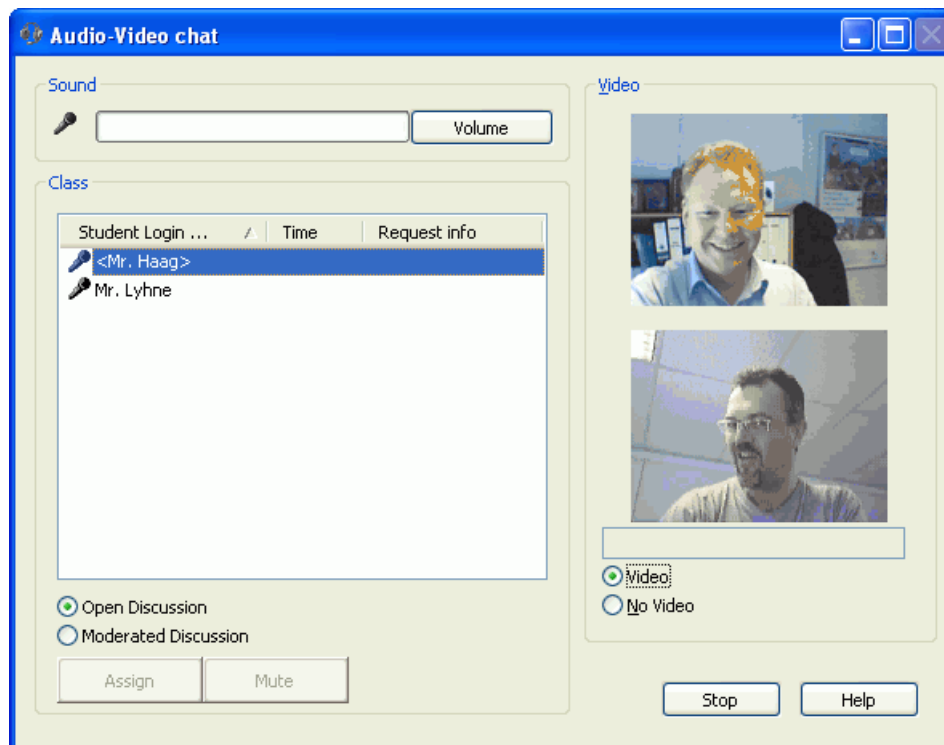 Audio-Video chat
Sound
Volume
Class
Student Login ... Time Request info
<Mr. Haag>
Mr. Lyhne
Open Discussion
Moderated Discussion
Assign Mute
Video
Video
No Video
Stop Help